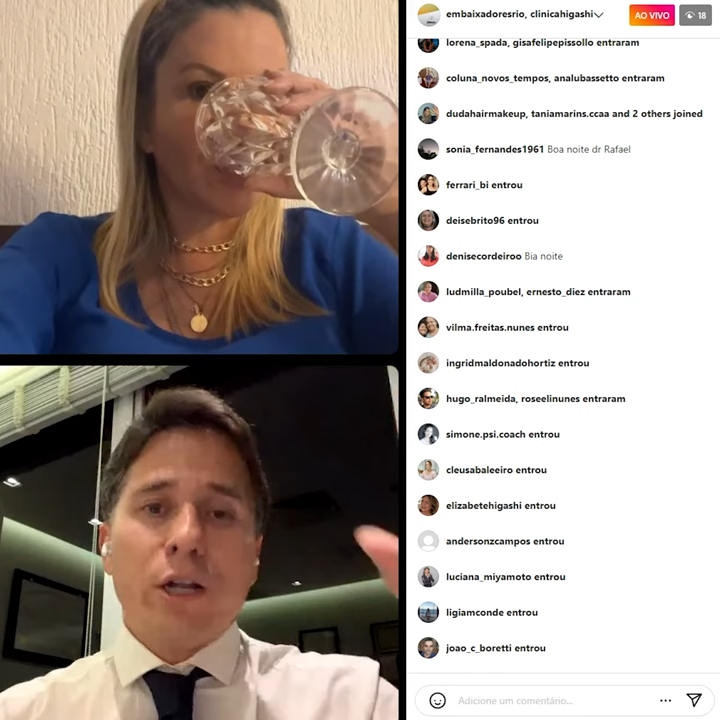 embaixadoresrio, clinicahigashi
AO VIVO
18
lorena_spada, gisafelipepissollo entraram
coluna_novos_tempos, analubassetto entraram
dudahairmakeup, taniamarins.ccaa and 2 others joined
sonia_fernandes1961 Boa noite dr Rafael
ferrari_bi entrou
deisebrito96 entrou
denisecordeiroo Bia noite
ludmilla_poubel, ernesto_diez entraram
vilma.freitas.nunes entrou
ingridmaldonadohortiz entrou
hugo_ralmeida, roseelinunes entraram
simone.psi.coach entrou
cleusabaleeiro entrou
elizabetehigashi entrou
andersonzcampos entrou
luciana_miyamoto entrou
ligiamconde entrou
joao_c_boretti entrou
Adicione um comentário...